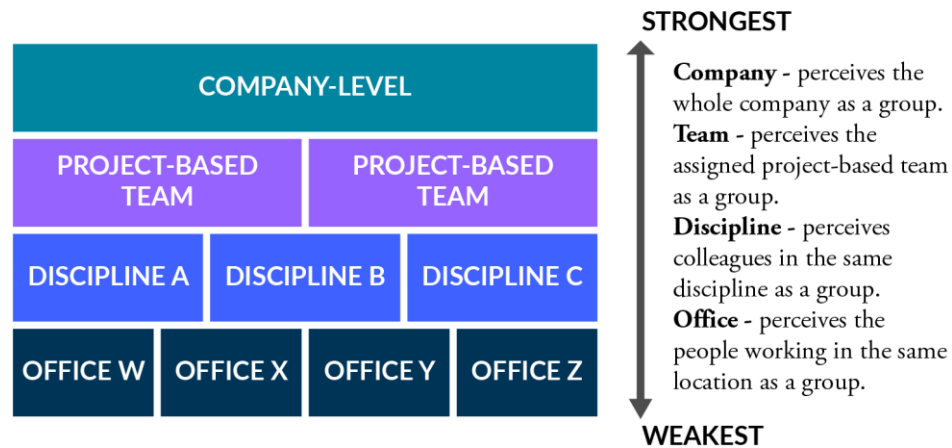 STRONGEST
COMPANY-LEVEL
PROJECT-BASED
TEAM
PROJECT-BASED
TEAM
DISCIPLINE A
DISCIPLINE B
DISCIPLINE C
OFFICE W
OFFICE X
OFFICE Y
OFFICE Z
Company - perceives the
whole company as a group.
Team - perceives the
assigned project-based team
as a group.
Discipline - perceives
colleagues in the same
discipline as a group.
Office - perceives the
people working in the same
location as a group.
WEAKEST